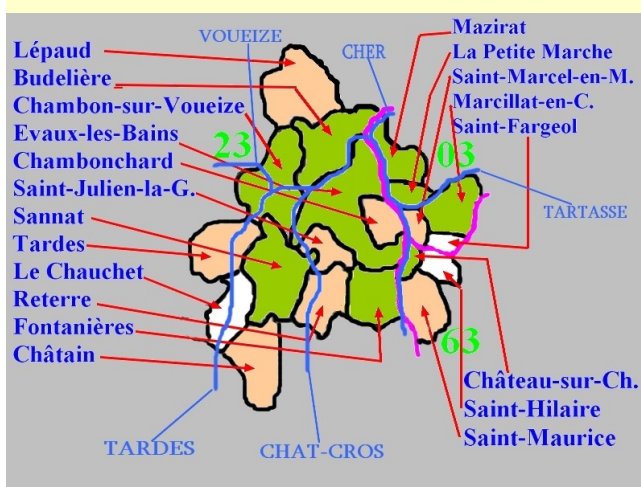 Lépaud
Budelière
Chambon-sur-Voueize
Evaux-les-Bains
Chambonchard
Saint-Julien-la-G.
Sannat
Tardes
Le Chauchet
Reterre
Fontanières
Châtain
VOUEIZE
CHER
Mazirat
La Petite Marche
Saint-Marcel-en-M.
Marcillat-en-C.
Saint-Fargeol
23
03
TARTASSE
63
Château-sur-Ch.
Saint-Hilaire
Saint-Maurice
TARDES
CHAT-CROS